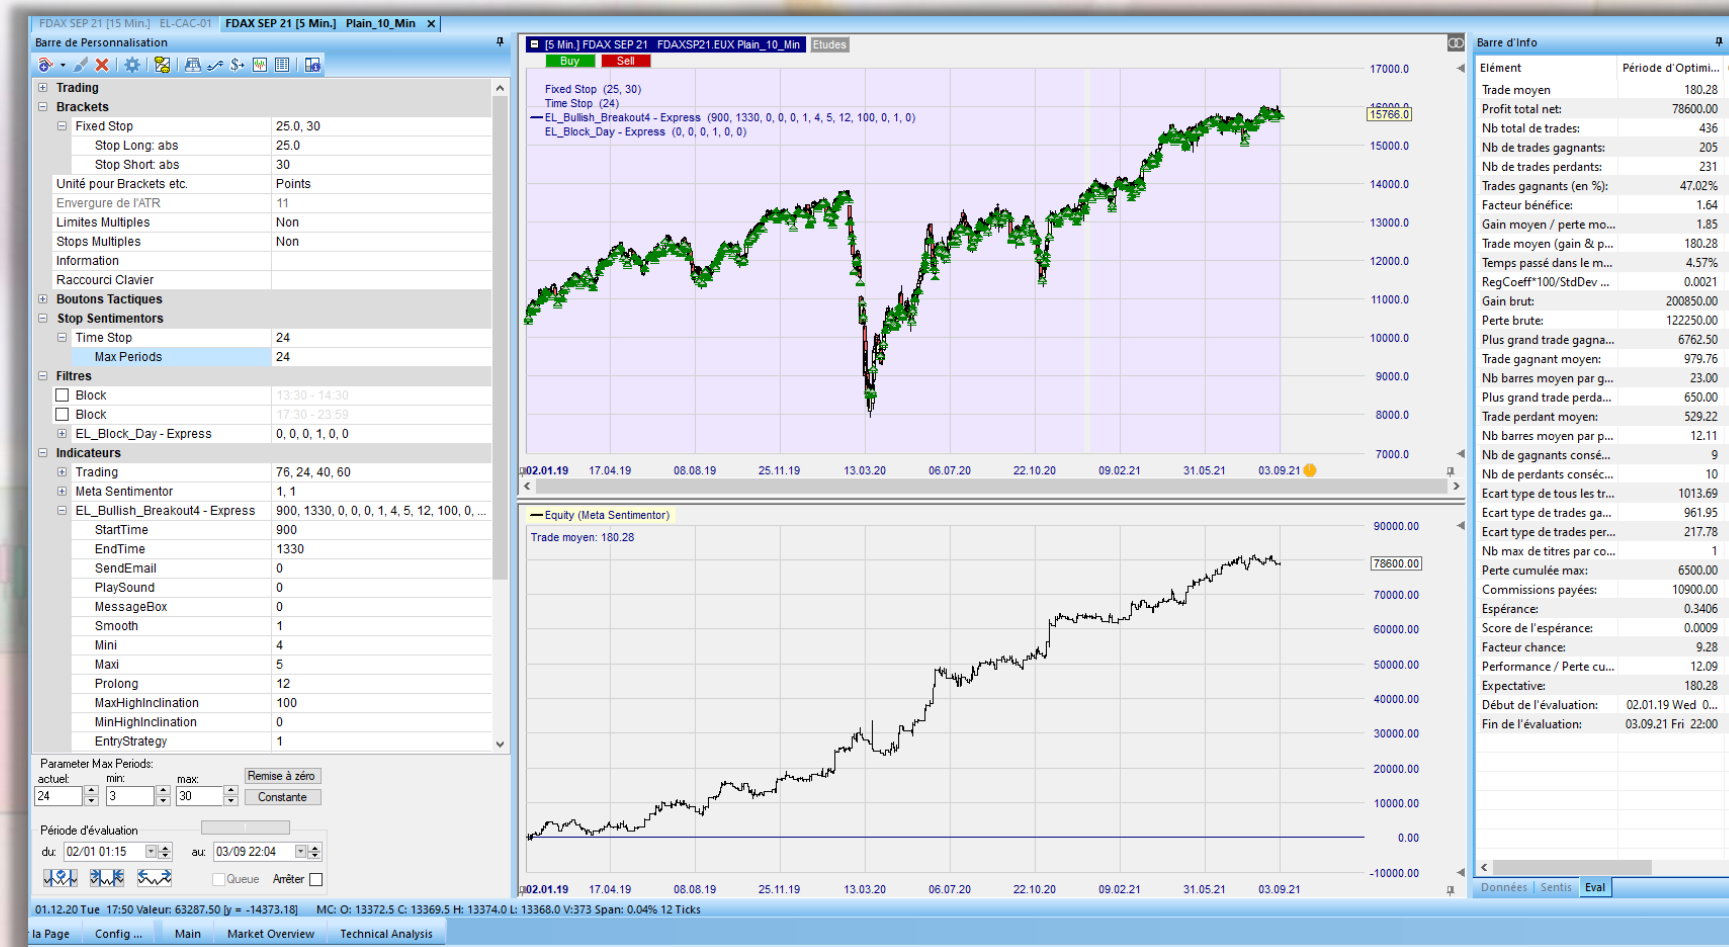 FDAX SEP 21 [15 Min.] EL-CAC-01 FDAX SEP 21 [5 Min.] Plain_10_Min ×
Barre de Personnalisation
Trading
Brackets
Fixed Stop 25.0, 30
Stop Long: abs 25.0
Stop Short: abs 30
Unité pour Brackets etc. Points
Envergure de l'ATR 11
Limites Multiples Non
Stops Multiples Non
Information
Raccourci Clavier
Boutons Tactiques
Stop Sentimentors
Time Stop 24
Max Periods 24
Filtres
Block 13:30 - 14:30
Block 17:30 - 23:59
EL_Block_Day - Express 0, 0, 0, 1, 0, 0
Indicateurs
Trading 76, 24, 40, 60
Meta Sentimentor 1, 1
EL_Bullish_Breakout4 - Express 900, 1330, 0, 0, 0, 1, 4, 5, 12, 100, 0, ...
StartTime 900
EndTime 1330
SendEmail 0
PlaySound 0
MessageBox 0
Smooth 1
Mini 4
Maxi 5
Prolong 12
MaxHighInclination 100
MinHighInclination 0
EntryStrategy 1
Parameter Max Periods:
actuel: min: max: Remise à zéro
24 3 30 Constante
Période d'évaluation
du: 02/01 01:15 au: 03/09 22:04
Queue Arrêter
[5 Min.] FDAX SEP 21 FDAXSP21.EUX Plain_10_Min Etudes
Buy Sell
Fixed Stop (25, 30)
Time Stop (24)
EL_Bullish_Breakout4 - Express (900, 1330, 0, 0, 0, 1, 4, 5, 12, 100, 0, 1, 0)
EL_Block_Day - Express (0, 0, 0, 1, 0, 0)
17000.0
16000.0
15766.0
15000.0
14000.0
13000.0
12000.0
11000.0
10000.0
9000.0
8000.0
7000.0
02.01.19 17.04.19 08.08.19 25.11.19 13.03.20 06.07.20 22.10.20 09.02.21 31.05.21 03.09.21
Equity (Meta Sentimentor)
Trade moyen: 180.28
90000.00
78600.00
70000.00
60000.00
50000.00
40000.00
30000.00
20000.00
10000.00
0.00
-10000.00
02.01.19 17.04.19 08.08.19 25.11.19 13.03.20 06.07.20 22.10.20 09.02.21 31.05.21 03.09.21
Barre d'Info
Elément Période d'Optimi...
Trade moyen 180.28
Profit total net: 78600.00
Nb total de trades: 436
Nb de trades gagnants: 205
Nb de trades perdants: 231
Trades gagnants (en %): 47.02%
Facteur bénéfice: 1.64
Gain moyen / perte mo... 1.85
Trade moyen (gain & p... 180.28
Temps passé dans le m... 4.57%
RegCoeff*100/StdDev ... 0.0021
Gain brut: 200850.00
Perte brute: 122250.00
Plus grand trade gagna... 6762.50
Trade gagnant moyen: 979.76
Nb barres moyen par g... 23.00
Plus grand trade perda... 650.00
Trade perdant moyen: 529.22
Nb barres moyen par p... 12.11
Nb de gagnants consé... 9
Nb de perdants conséc... 10
Ecart type de tous les tr... 1013.69
Ecart type de trades ga... 961.95
Ecart type de trades per... 217.78
Nb max de titres par co... 1
Perte cumulée max: 6500.00
Commissions payées: 10900.00
Espérance: 0.3406
Score de l'espérance: 0.0009
Facteur chance: 9.28
Performance / Perte cu... 12.09
Expectative: 180.28
Début de l'évaluation: 02.01.19 Wed 0...
Fin de l'évaluation: 03.09.21 Fri 22:00
Données Sentis Eval
01.12.20 Tue 17:50 Valeur: 63287.50 [y = -14373.18] MC: O: 13372.5 C: 13369.5 H: 13374.0 L: 13368.0 V:373 Span: 0.04% 12 Ticks
la Page Config ... Main Market Overview Technical Analysis